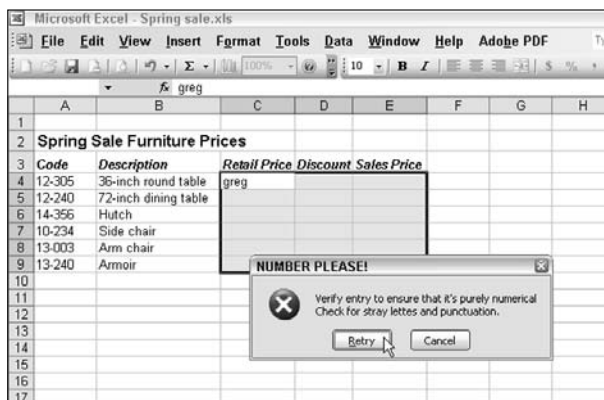 Microsoft Excel - Spring sale.xls
File Edit View Insert Format Tools Data Window Help Adobe PDF Ty
Σ 100% 10 B I $ % ,
fx greg
A B C D E F G H
1
2 Spring Sale Furniture Prices
3 Code Description Retail Price Discount Sales Price
4 12-305 36-inch round table greg
5 12-240 72-inch dining table
6 14-356 Hutch
7 10-234 Side chair
8 13-003 Arm chair
9 13-240 Armoir
NUMBER PLEASE!
10
11
Verify entry to ensure that it's purely numerical
Check for stray lettes and punctuation.
12
13
Retry Cancel
14
15
16
17